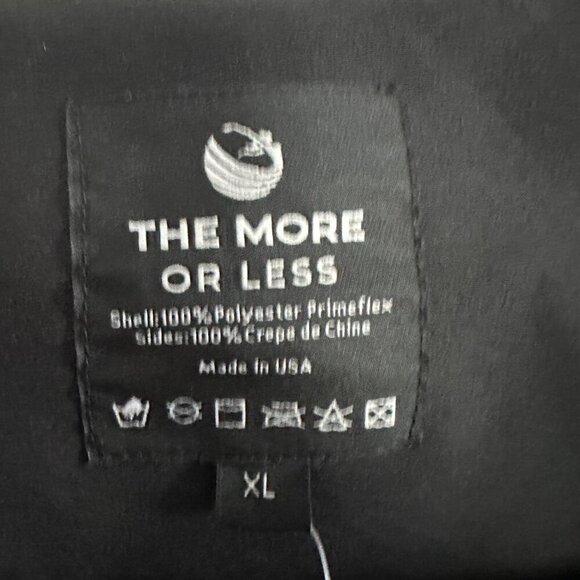 THE MORE
OR LESS
Shell:100% Polyester Primeflex
Sides:100% Crepe de Chine
Made in USA
XL